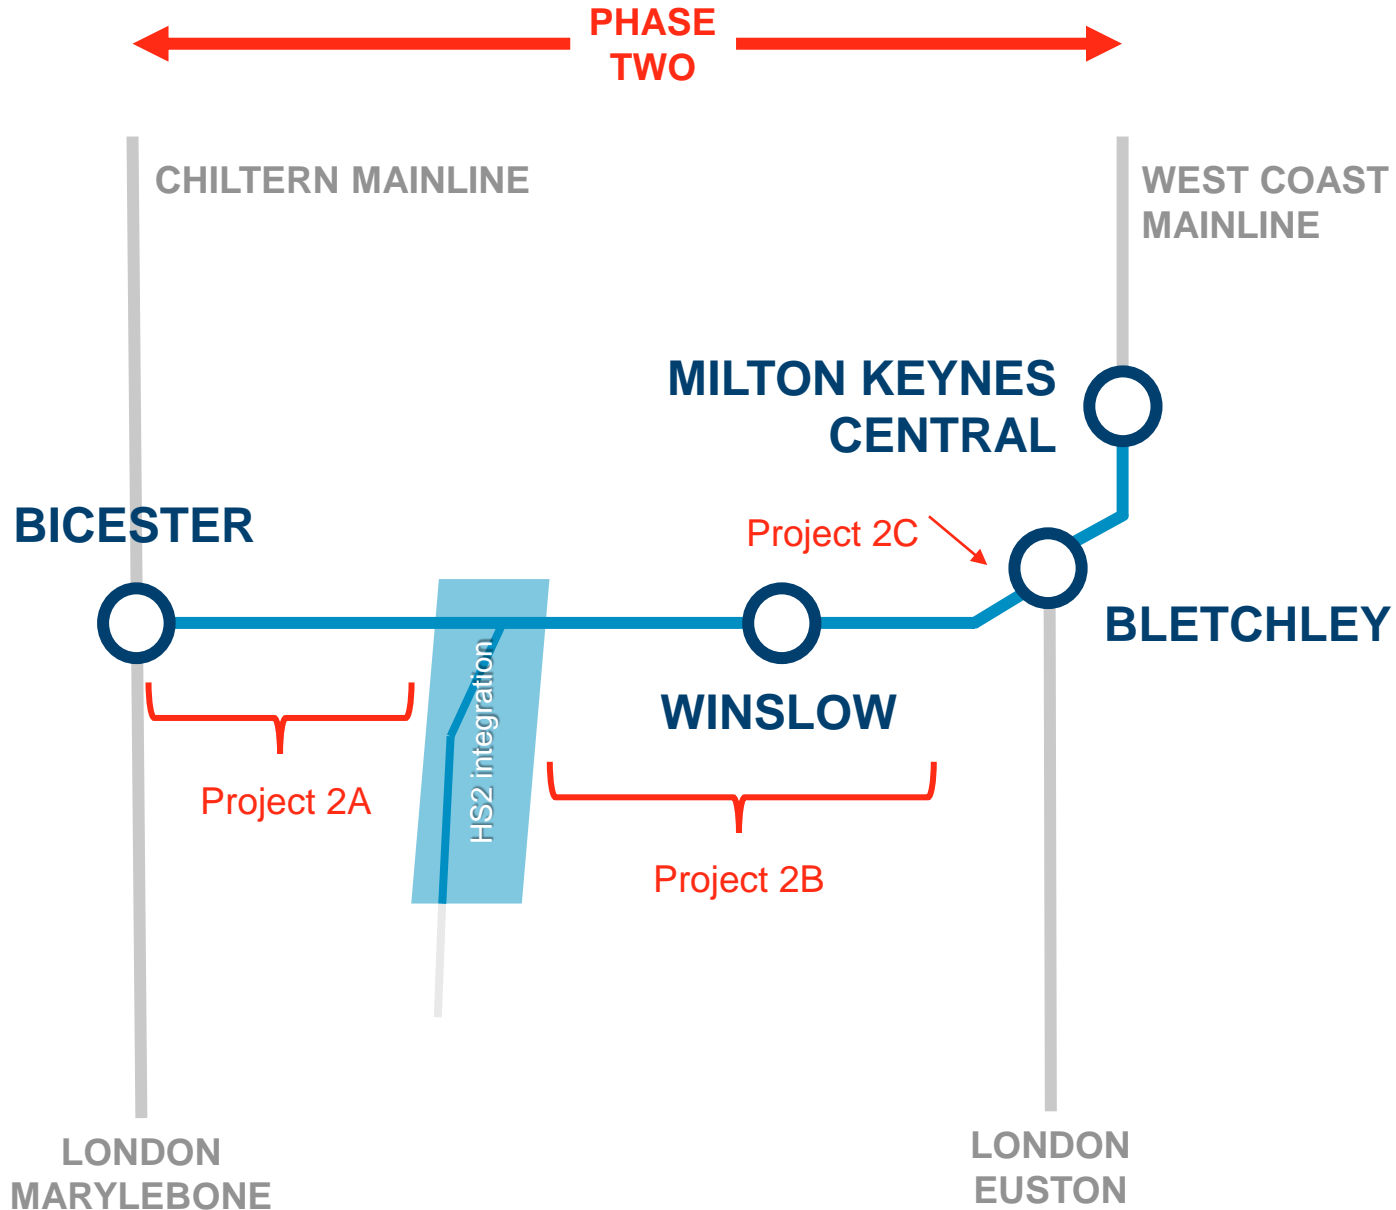 PHASE
TWO
CHILTERN MAINLINE
WEST COAST
MAINLINE
MILTON KEYNES
CENTRAL
BICESTER
Project 2C
BLETCHLEY
HS2 integration
WINSLOW
Project 2A
Project 2B
LONDON
MARYLEBONE
LONDON
EUSTON